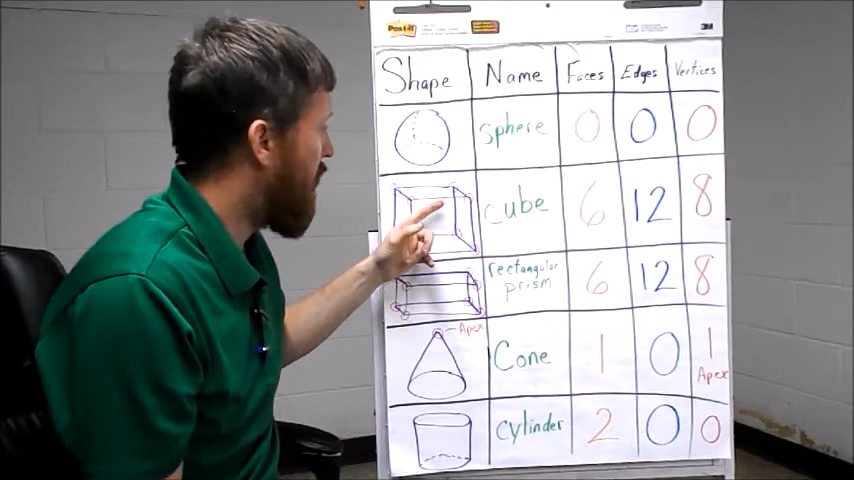 Post-it
3M
Shape Name Faces Edges Vertices
sphere 0 0 0
cube 6 12 8
rectangular
prism 6 12 8
Apex
Cone 1 0 1
Apex
cylinder 2 0 0